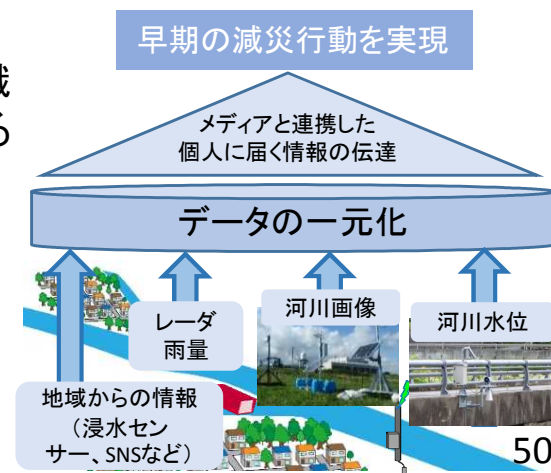 早期の減災行動を実現
る
メディアと連携した
個人に届く情報の伝達
データの一元化
レーダ
雨量
河川画像
河川水位
地域からの情報
(浸水セン
サー、SNSなど)
50